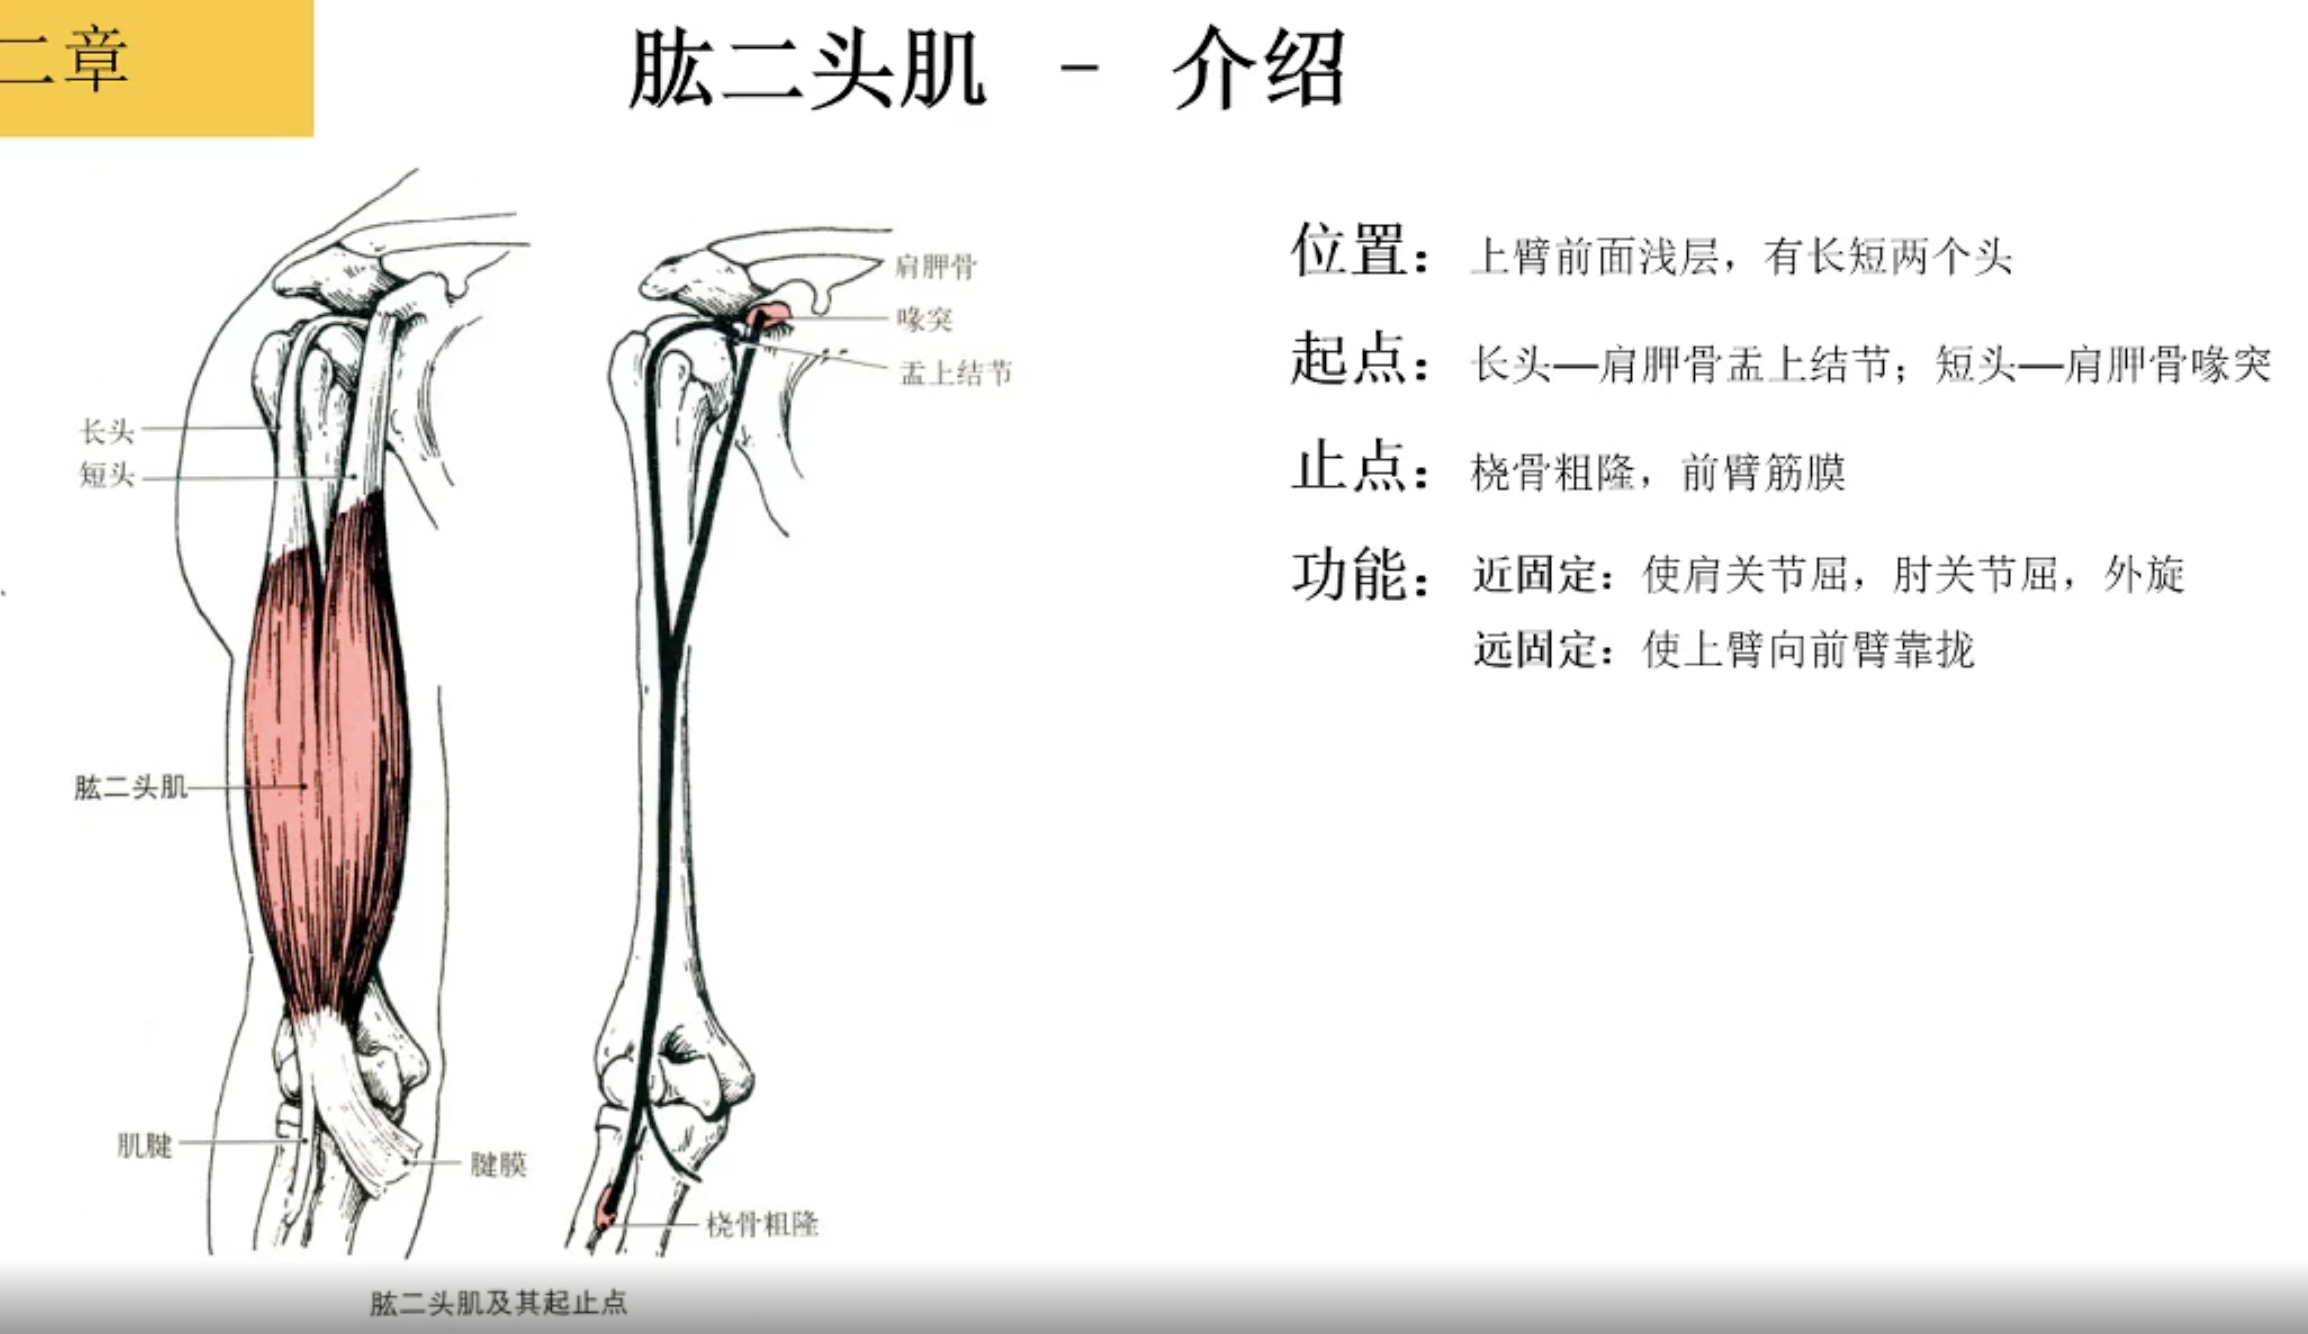 二章
肱二头肌 - 介绍
肩胛骨
喙突
盂上结节
长头
短头
肱二头肌
肌腱
腱膜
桡骨粗隆
肱二头肌及其起止点
位置：上臂前面浅层，有长短两个头
起点：长头—肩胛骨盂上结节；短头—肩胛骨喙突
止点：桡骨粗隆，前臂筋膜
功能：近固定：使肩关节屈，肘关节屈，外旋
远固定：使上臂向前臂靠拢